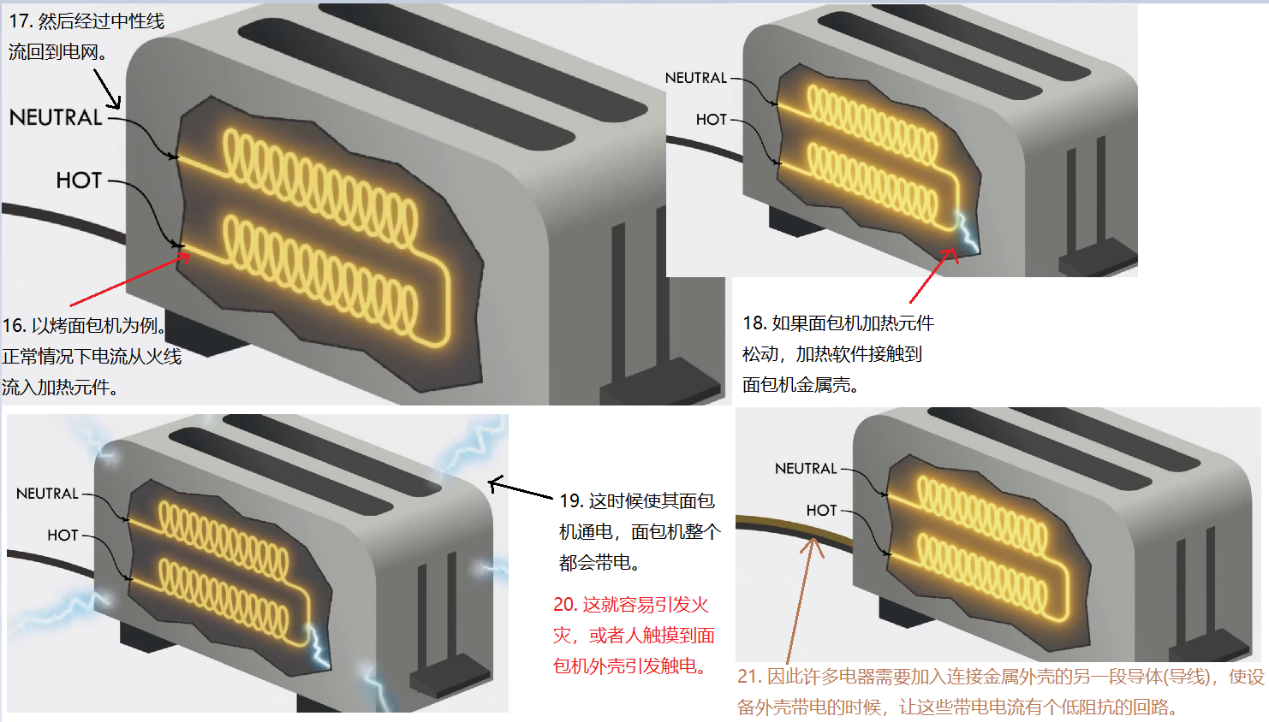 17. 然后经过中性线
流回到电网。
NEUTRAL
HOT
16. 以烤面包机为例。
正常情况下电流从火线
流入加热元件。
NEUTRAL
HOT
18. 如果面包机加热元件
松动，加热软件接触到
面包机金属壳。
NEUTRAL
HOT
19. 这时候使其面包
机通电，面包机整个
都会带电。
20. 这就容易引发火
灾，或者人触摸到面
包机外壳引发触电。
NEUTRAL
HOT
21. 因此许多电器需要加入连接金属外壳的另一段导体(导线)，使设
备外壳带电的时候，让这些带电电流有个低阻抗的回路。